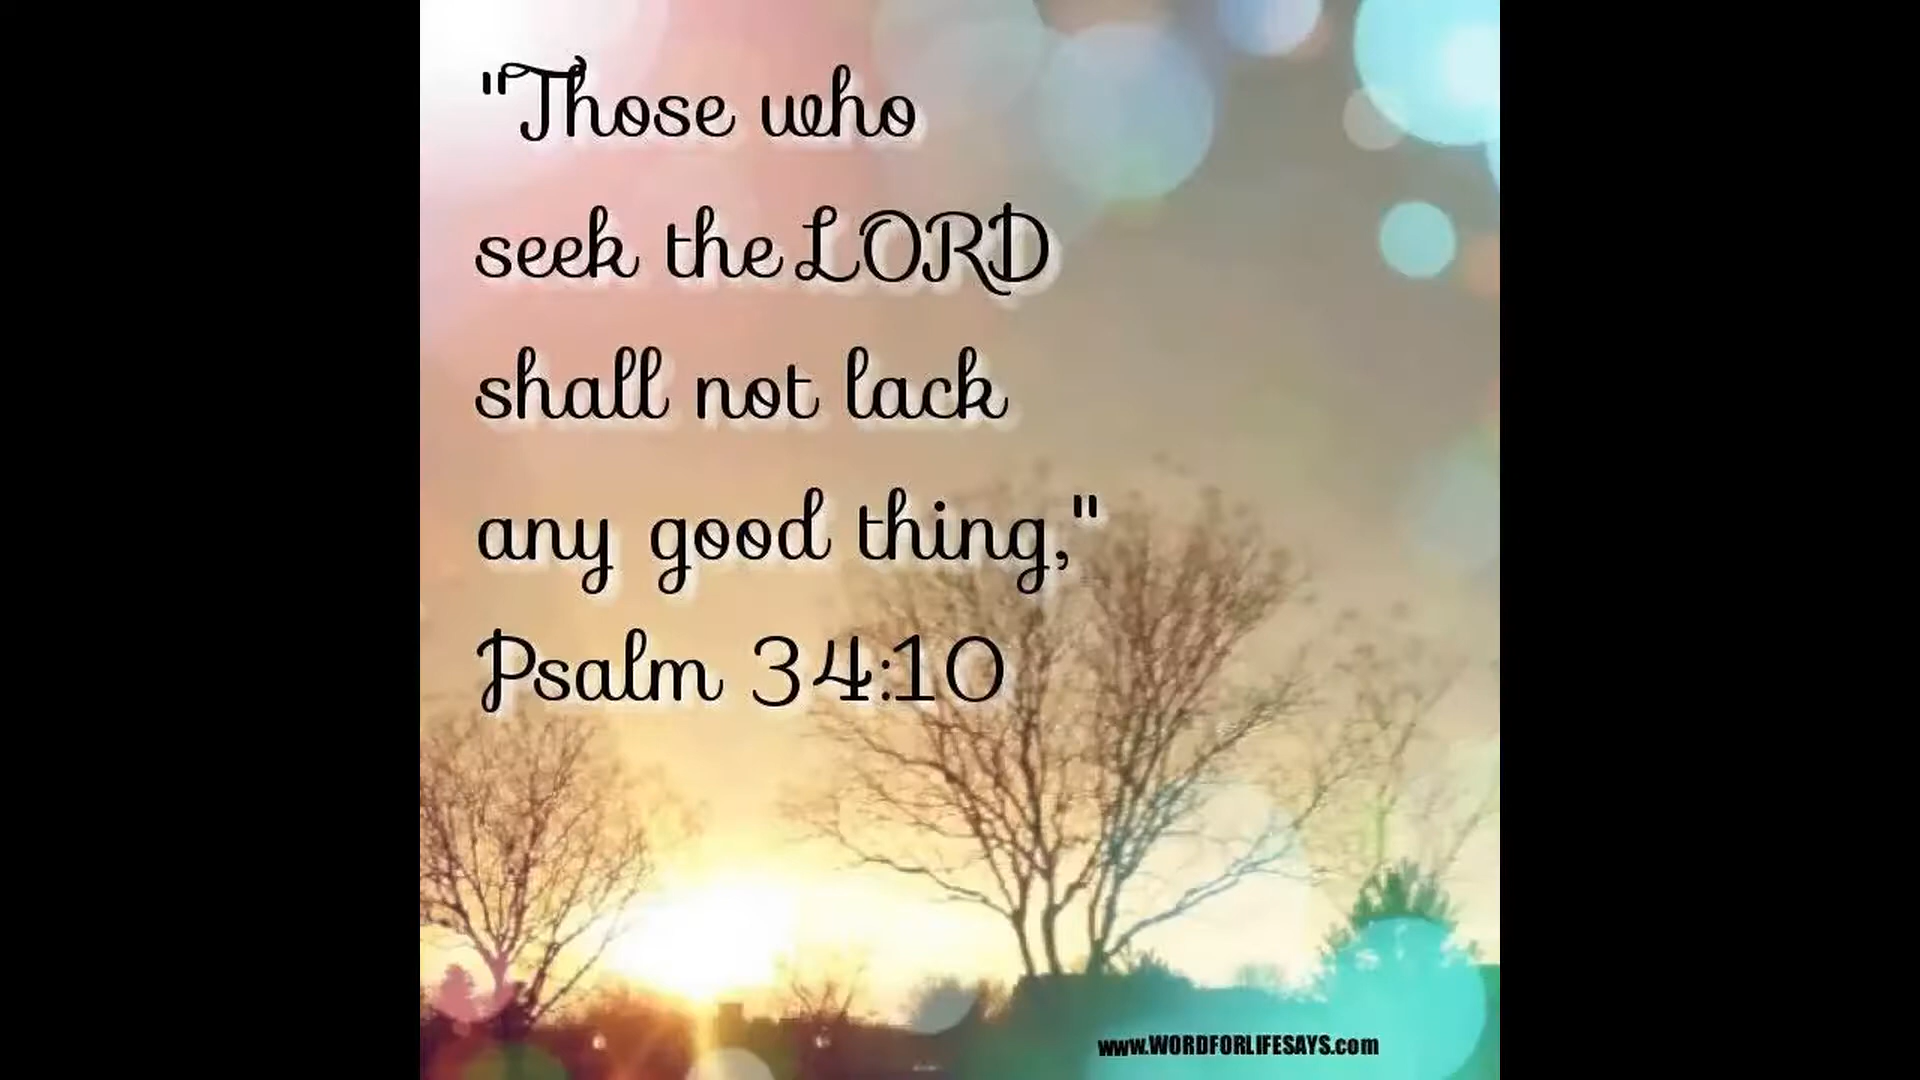 "Those who
seek the LORD
shall not lack
any good thing,"
Psalm 34:10
www.WORDFORLIFESAYS.com